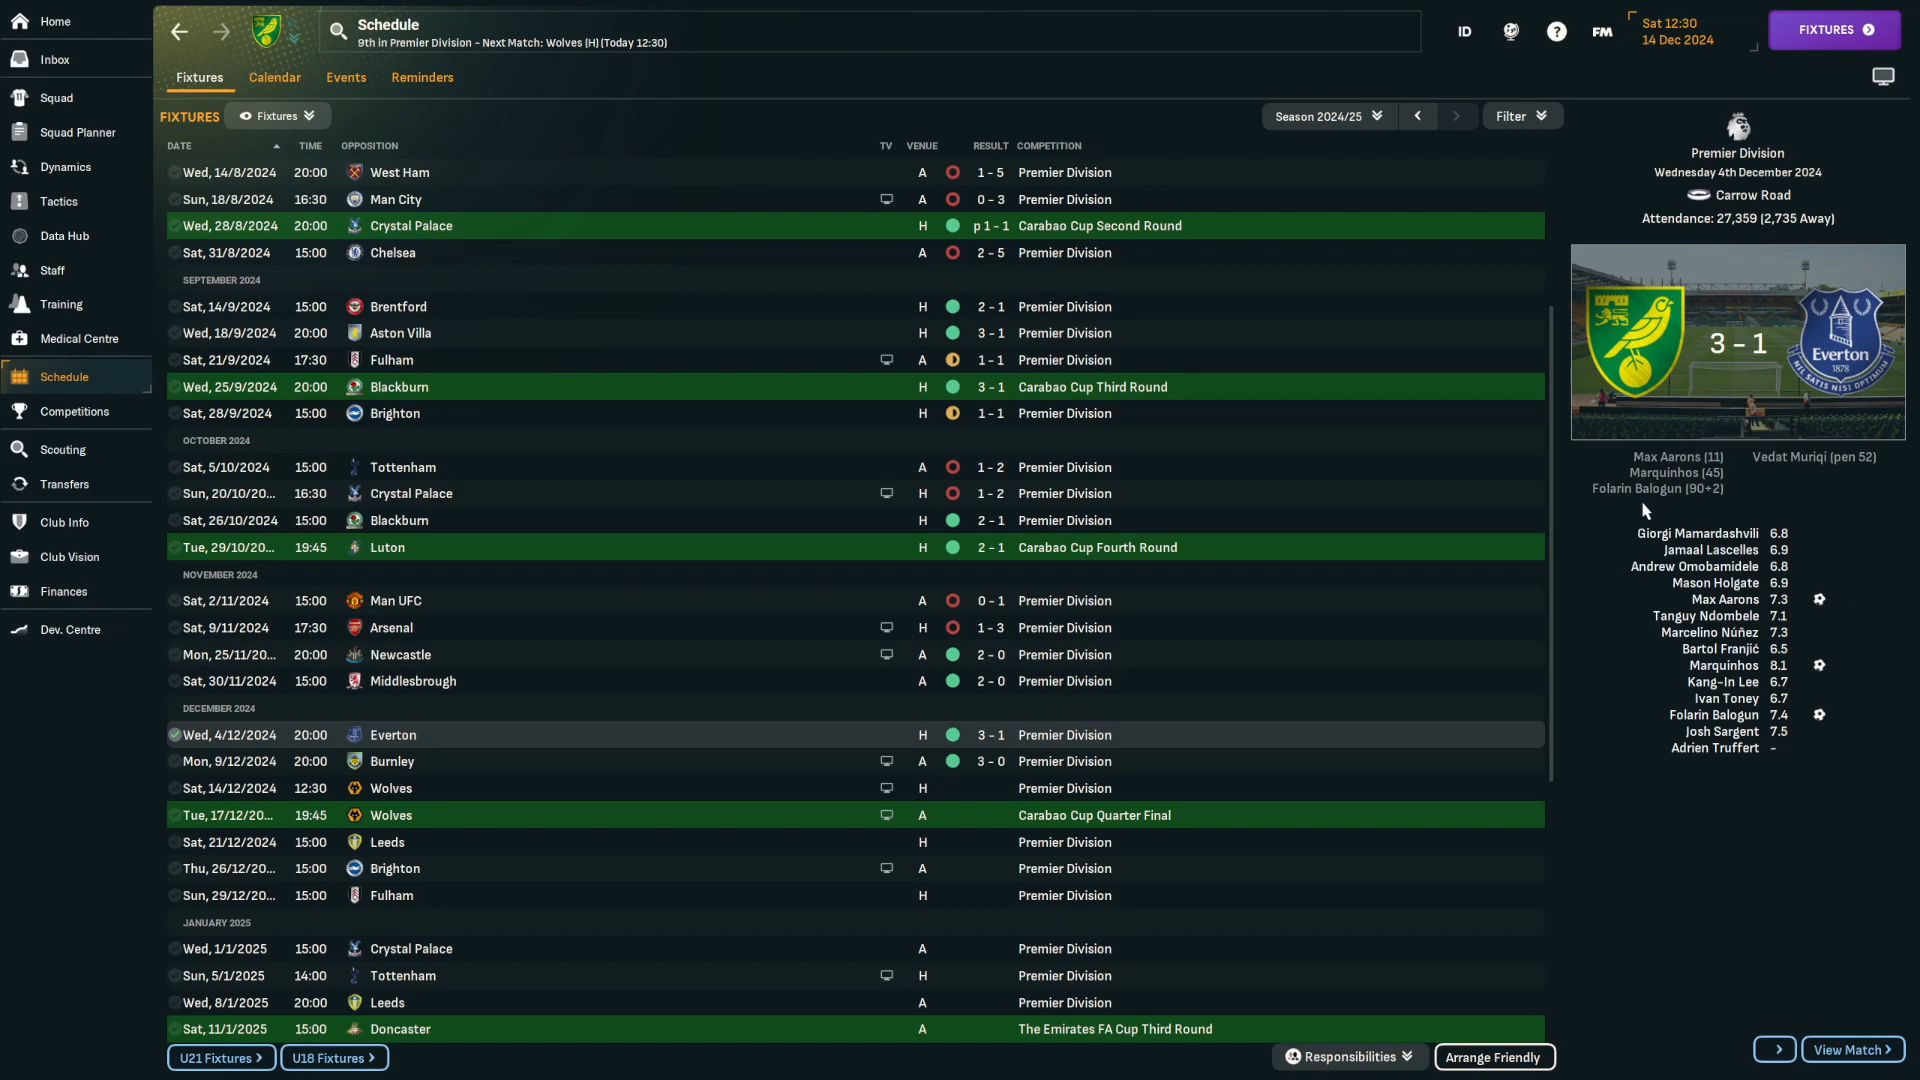 Home
Inbox
Squad
Squad Planner
Dynamics
Tactics
Data Hub
Staff
Training
Medical Centre
Schedule
Competitions
Scouting
Transfers
Club Info
Club Vision
Finances
Dev. Centre
Schedule
9th in Premier Division - Next Match: Wolves (H) (Today 12:30)
ID
FM
Sat 12:30
14 Dec 2024
FIXTURES
Fixtures Calendar Events Reminders
FIXTURES Fixtures
Season 2024/25 Filter
DATE TIME OPPOSITION TV VENUE RESULT COMPETITION
Wed, 14/8/2024 20:00 West Ham A 1 - 5 Premier Division
Sun, 18/8/2024 16:30 Man City A 0 - 3 Premier Division
Wed, 28/8/2024 20:00 Crystal Palace H p 1 - 1 Carabao Cup Second Round
Sat, 31/8/2024 15:00 Chelsea A 2 - 5 Premier Division
SEPTEMBER 2024
Sat, 14/9/2024 15:00 Brentford H 2 - 1 Premier Division
Wed, 18/9/2024 20:00 Aston Villa H 3 - 1 Premier Division
Sat, 21/9/2024 17:30 Fulham A 1 - 1 Premier Division
Wed, 25/9/2024 20:00 Blackburn H 3 - 1 Carabao Cup Third Round
Sat, 28/9/2024 15:00 Brighton H 1 - 1 Premier Division
OCTOBER 2024
Sat, 5/10/2024 15:00 Tottenham A 1 - 2 Premier Division
Sun, 20/10/20... 16:30 Crystal Palace H 1 - 2 Premier Division
Sat, 26/10/2024 15:00 Blackburn H 2 - 1 Premier Division
Tue, 29/10/20... 19:45 Luton H 2 - 1 Carabao Cup Fourth Round
NOVEMBER 2024
Sat, 2/11/2024 15:00 Man UFC A 0 - 1 Premier Division
Sat, 9/11/2024 17:30 Arsenal H 1 - 3 Premier Division
Mon, 25/11/20... 20:00 Newcastle A 2 - 0 Premier Division
Sat, 30/11/2024 15:00 Middlesbrough A 2 - 0 Premier Division
DECEMBER 2024
Wed, 4/12/2024 20:00 Everton H 3 - 1 Premier Division
Mon, 9/12/2024 20:00 Burnley A 3 - 0 Premier Division
Sat, 14/12/2024 12:30 Wolves H Premier Division
Tue, 17/12/20... 19:45 Wolves A Carabao Cup Quarter Final
Sat, 21/12/2024 15:00 Leeds H Premier Division
Thu, 26/12/20... 15:00 Brighton A Premier Division
Sun, 29/12/20... 15:00 Fulham H Premier Division
JANUARY 2025
Wed, 1/1/2025 15:00 Crystal Palace A Premier Division
Sun, 5/1/2025 14:00 Tottenham H Premier Division
Wed, 8/1/2025 20:00 Leeds A Premier Division
Sat, 11/1/2025 15:00 Doncaster A The Emirates FA Cup Third Round
U21 Fixtures U18 Fixtures
Responsibilities Arrange Friendly
Premier Division
Wednesday 4th December 2024
Carrow Road
Attendance: 27,359 (2,735 Away)
3 - 1
Everton
1878
NIL SATIS NISI OPTIMUM
Max Aarons (11) Vedat Muriqi (pen 52)
Marquinhos (45)
Folarin Balogun (90+2)
Giorgi Mamardashvili 6.8
Jamaal Lascelles 6.9
Andrew Omobamidele 6.8
Mason Holgate 6.9
Max Aarons 7.3
Tanguy Ndombele 7.1
Marcelino Núñez 7.3
Bartol Franjić 6.5
Marquinhos 8.1
Kang-In Lee 6.7
Ivan Toney 6.7
Folarin Balogun 7.4
Josh Sargent 7.5
Adrien Truffert -
View Match